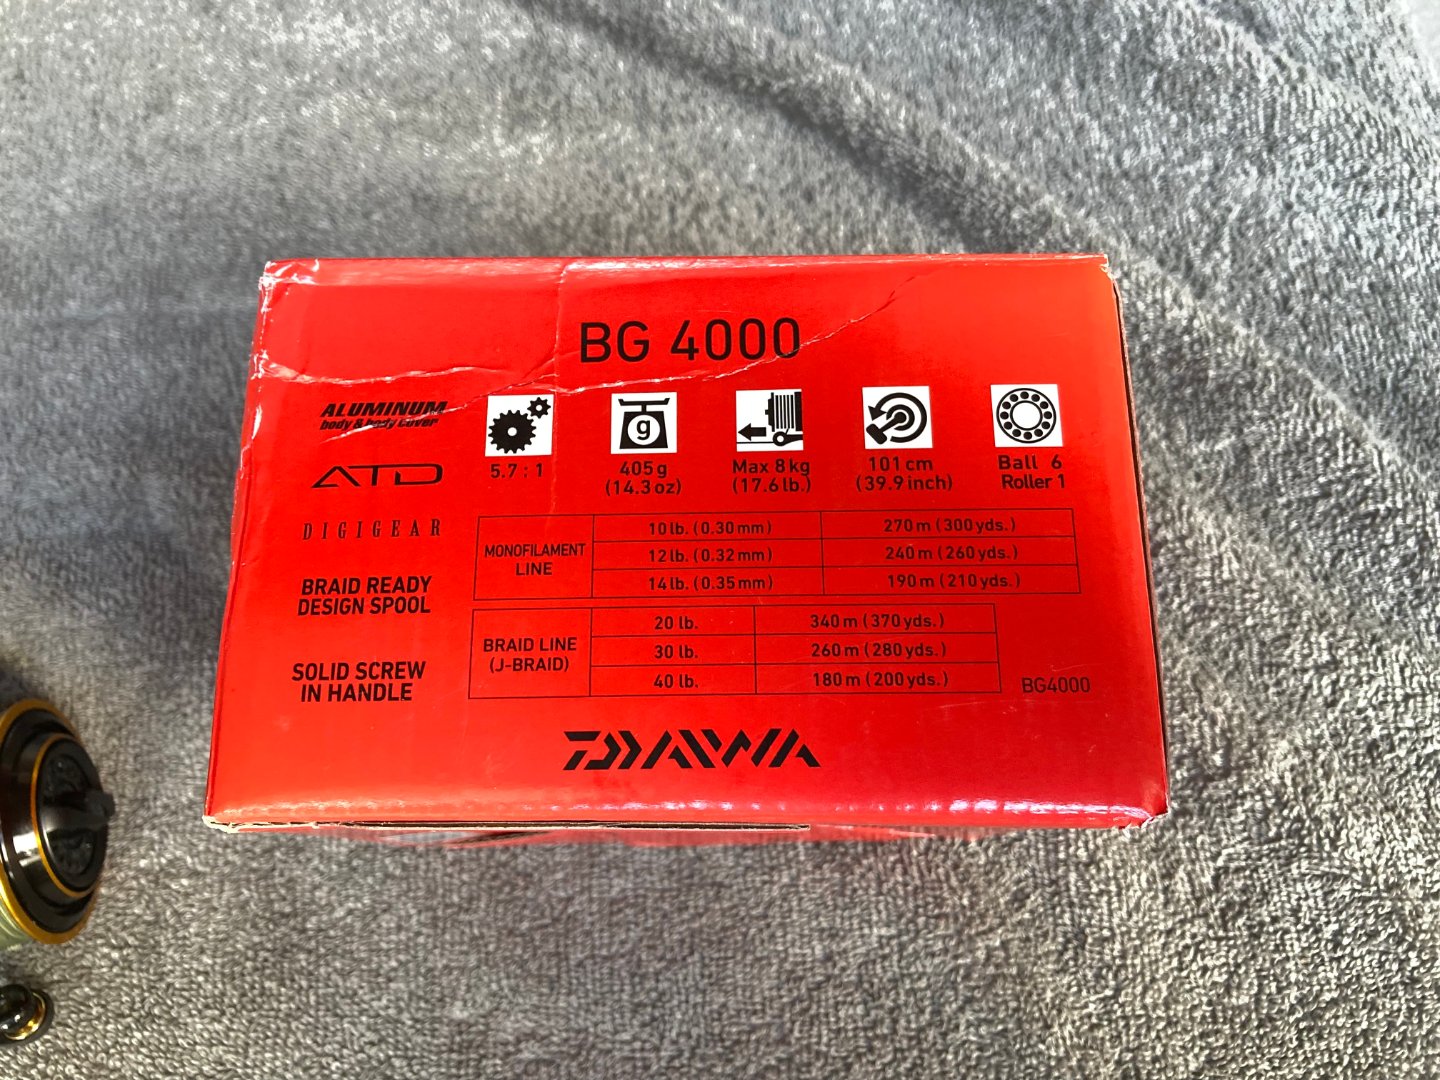 BG 4000
ALUMINUM
body & body cover
ATD
DIGIGEAR
BRAID READY
DESIGN SPOOL
SOLID SCREW
IN HANDLE
5.7 : 1
g
405 g
(14.3 oz)
Max 8 kg
(17.6 lb.)
101 cm
(39.9 inch)
Ball 6
Roller 1
MONOFILAMENT
LINE
10 lb. (0.30 mm) 270 m (300 yds.)
12 lb. (0.32 mm) 240 m (260 yds.)
14 lb. (0.35 mm) 190 m (210 yds.)
BRAID LINE
(J-BRAID)
20 lb. 340 m (370 yds.)
30 lb. 260 m (280 yds.)
40 lb. 180 m (200 yds.)
BG4000
DAIWA